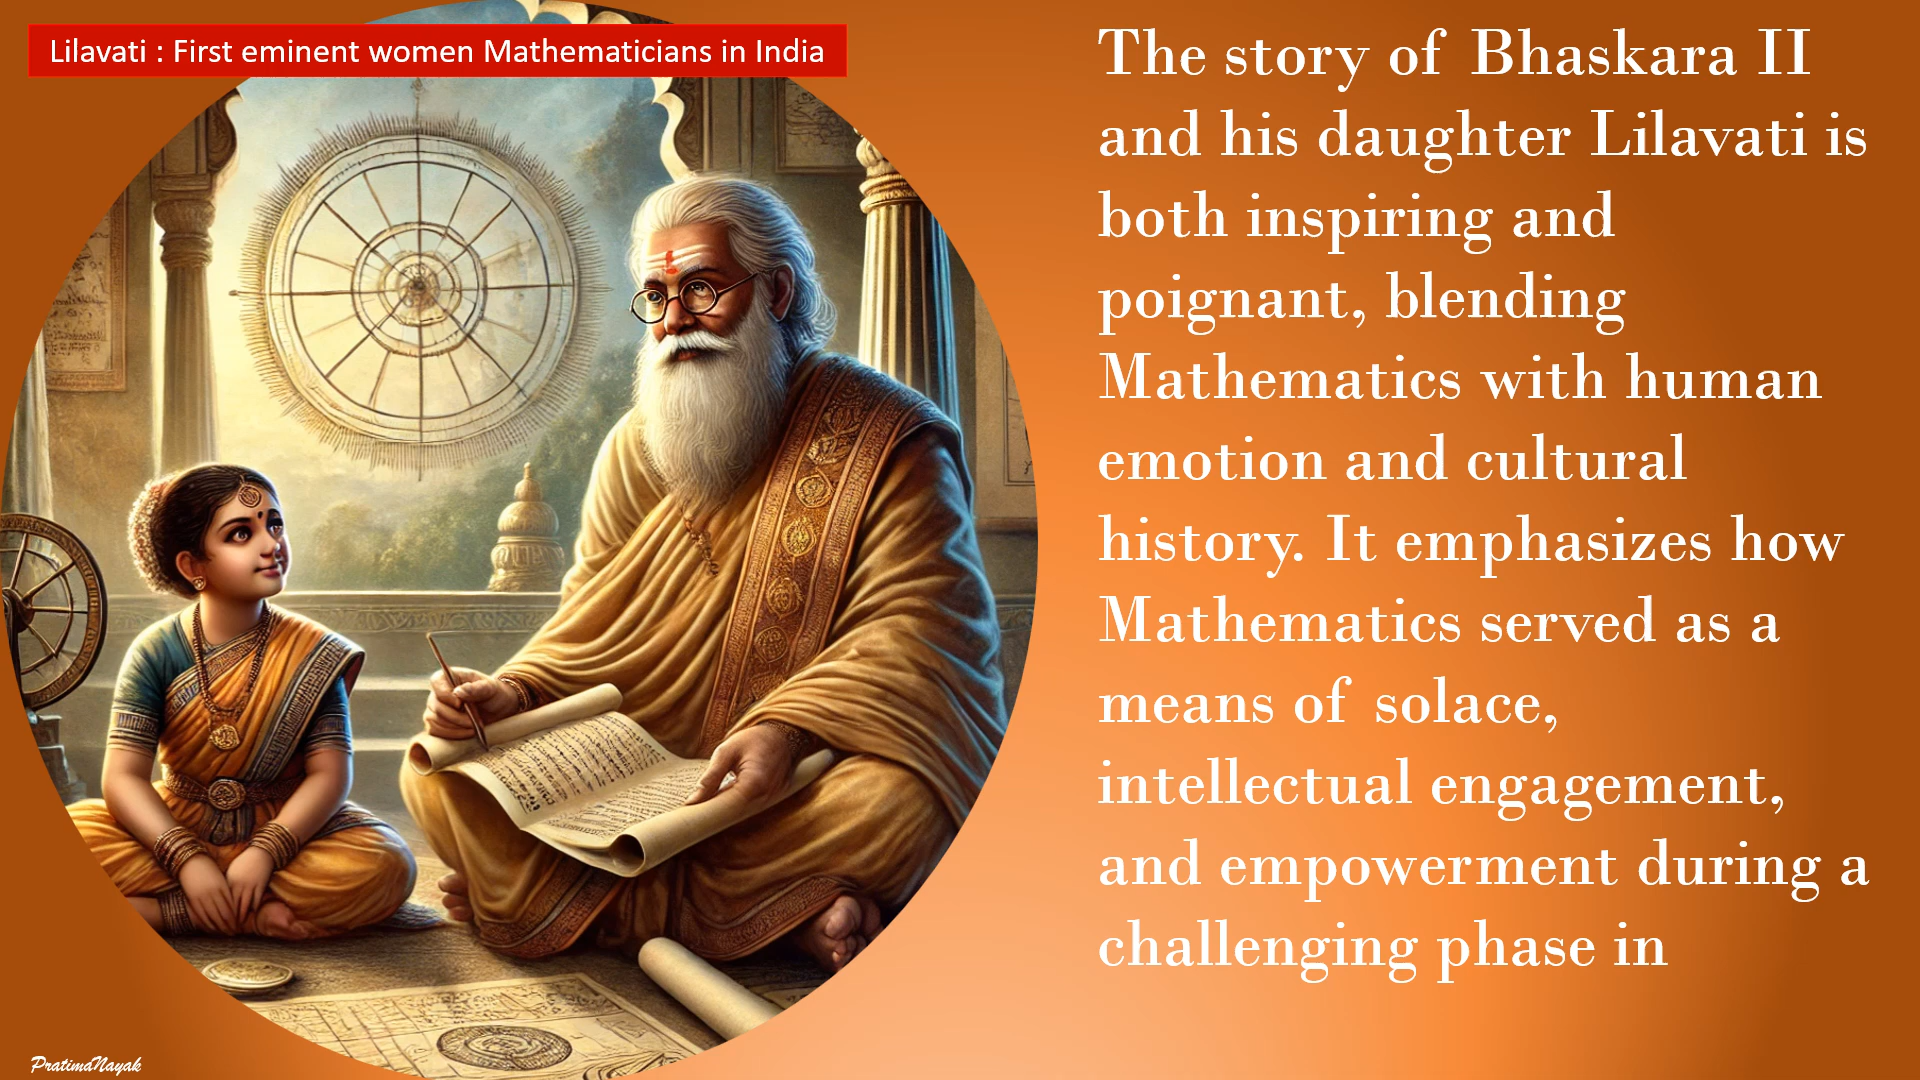 Lilavati : First eminent women Mathematicians in India
The story of Bhaskara II
and his daughter Lilavati is
both inspiring and
poignant, blending
Mathematics with human
emotion and cultural
history. It emphasizes how
Mathematics served as a
means of solace,
intellectual engagement,
and empowerment during a
challenging phase in
PratimaNayak